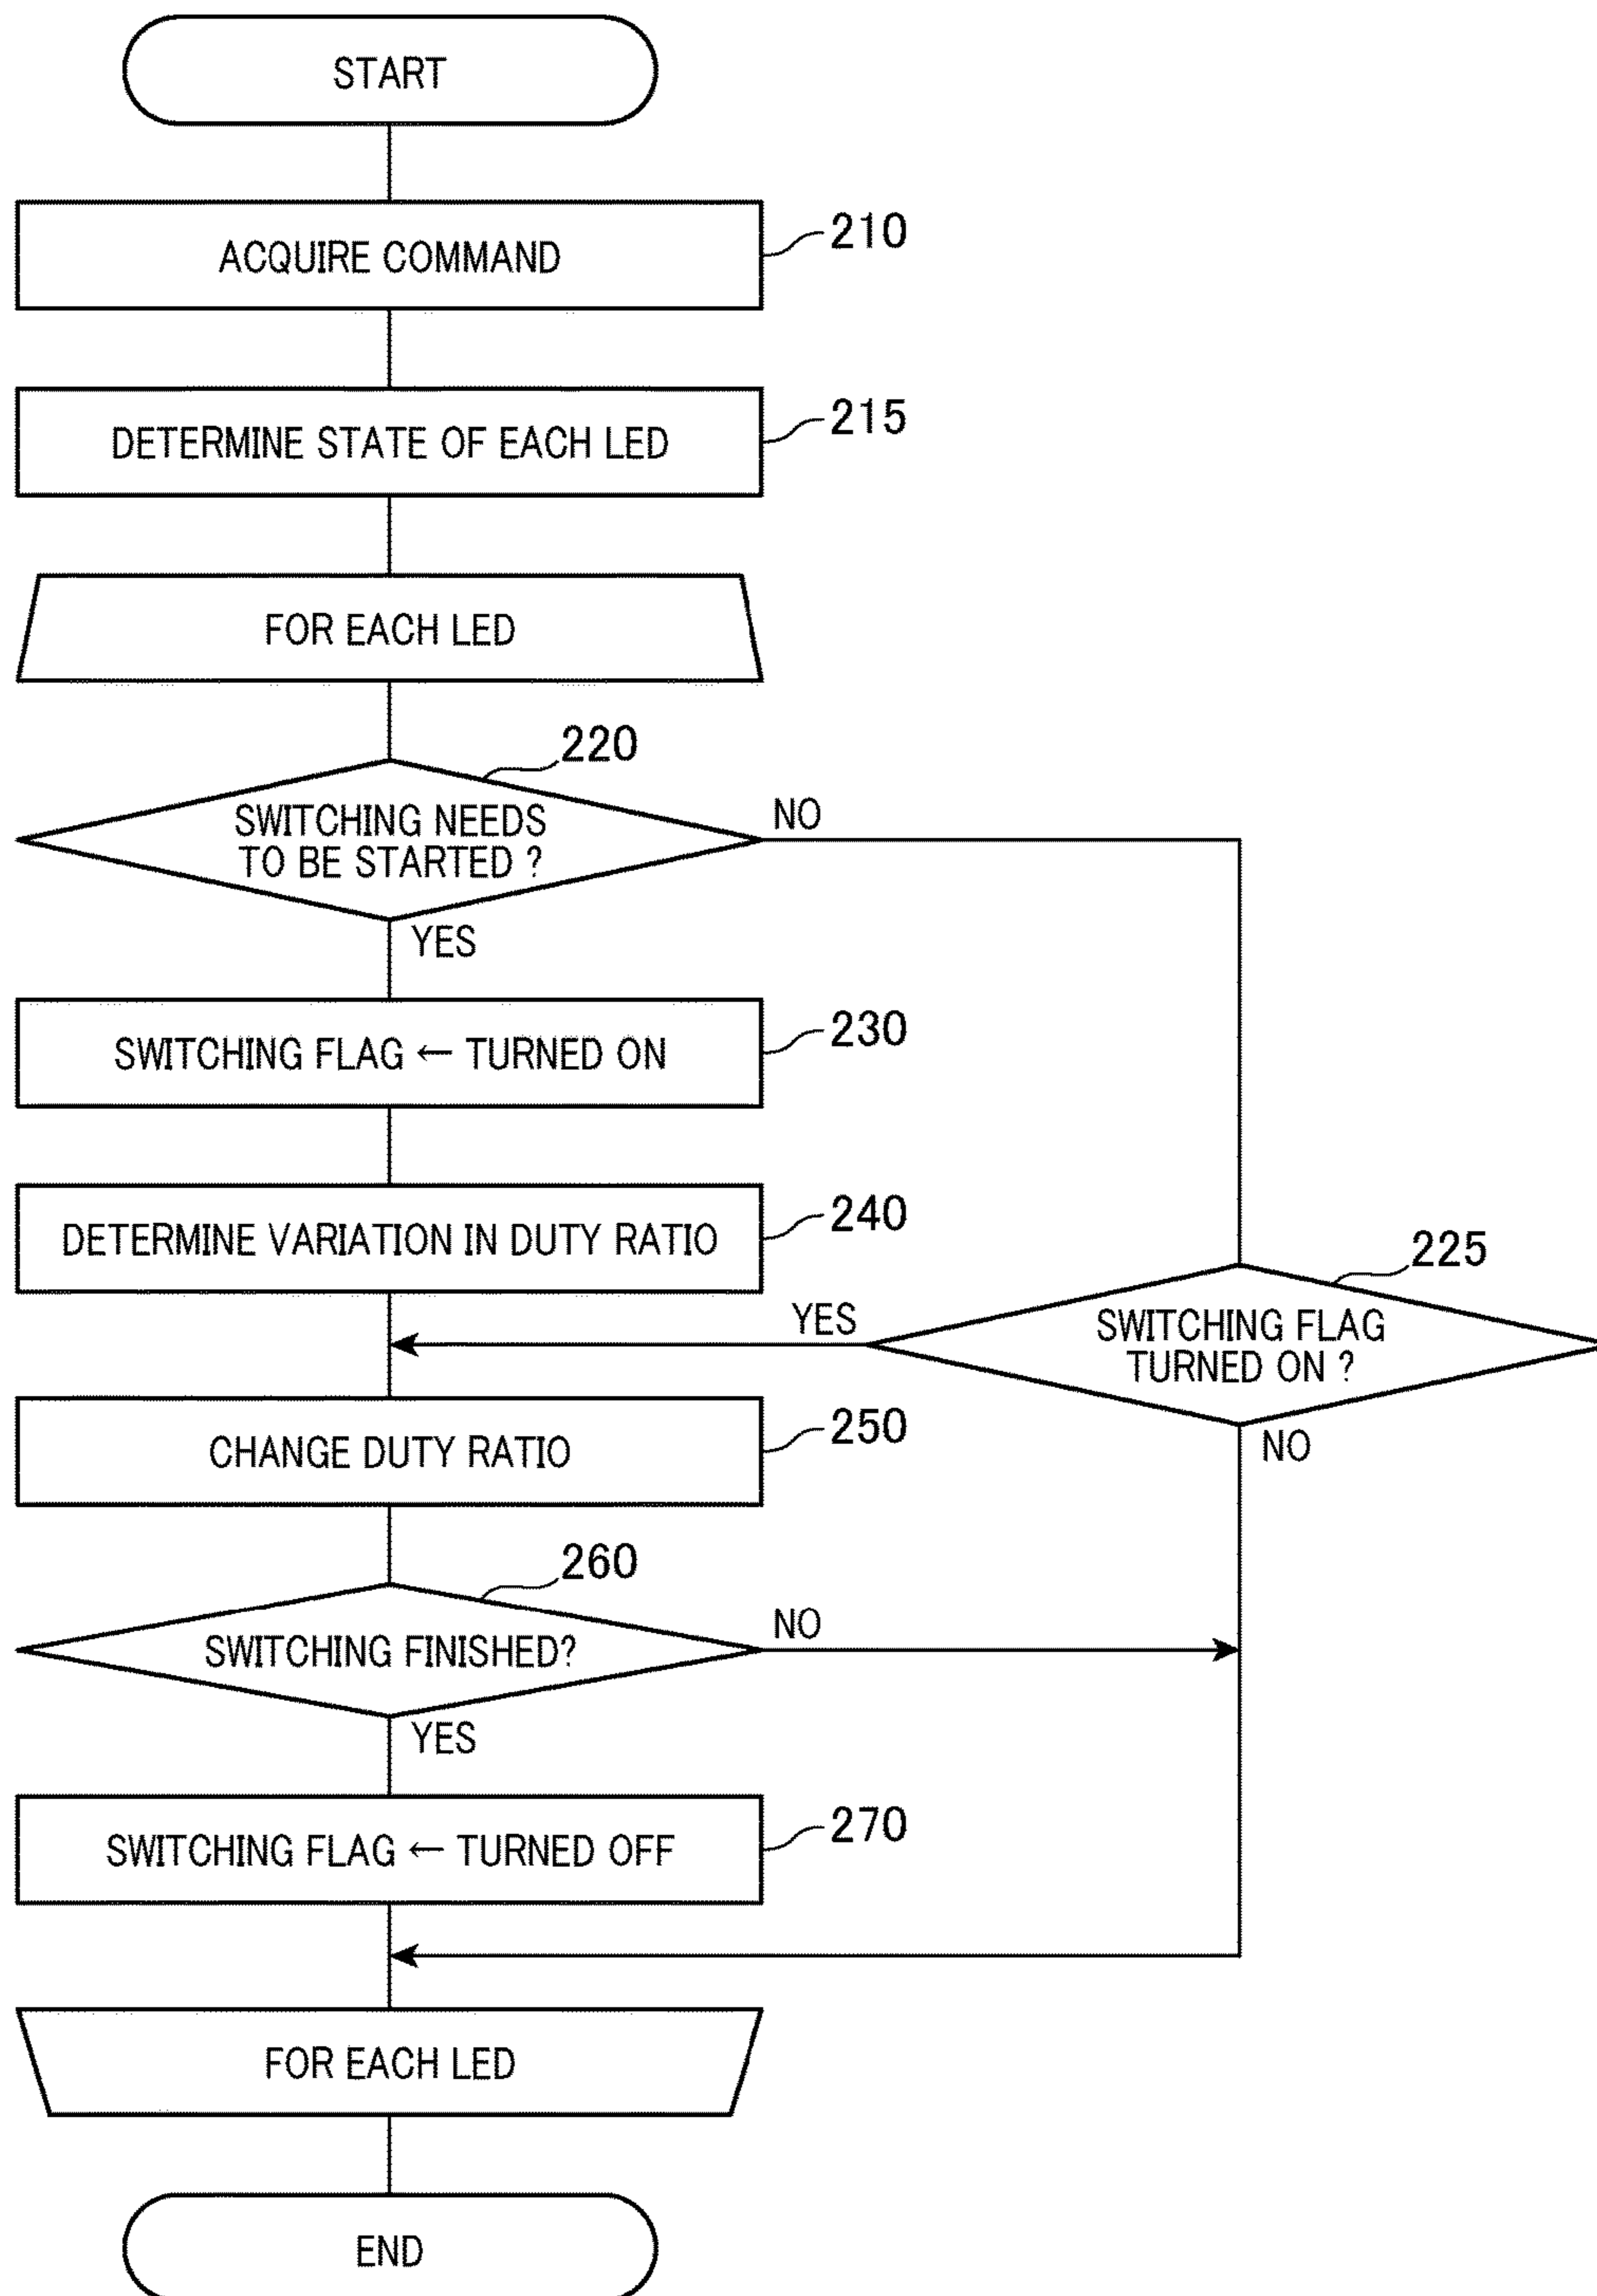 START
ACQUIRE COMMAND
210
DETERMINE STATE OF EACH LED
215
FOR EACH LED
220
SWITCHING NEEDS
TO BE STARTED ?
NO
YES
SWITCHING FLAG ← TURNED ON
230
DETERMINE VARIATION IN DUTY RATIO
240
225
SWITCHING FLAG
TURNED ON ?
YES
NO
CHANGE DUTY RATIO
250
260
SWITCHING FINISHED?
NO
YES
SWITCHING FLAG ← TURNED OFF
270
FOR EACH LED
END